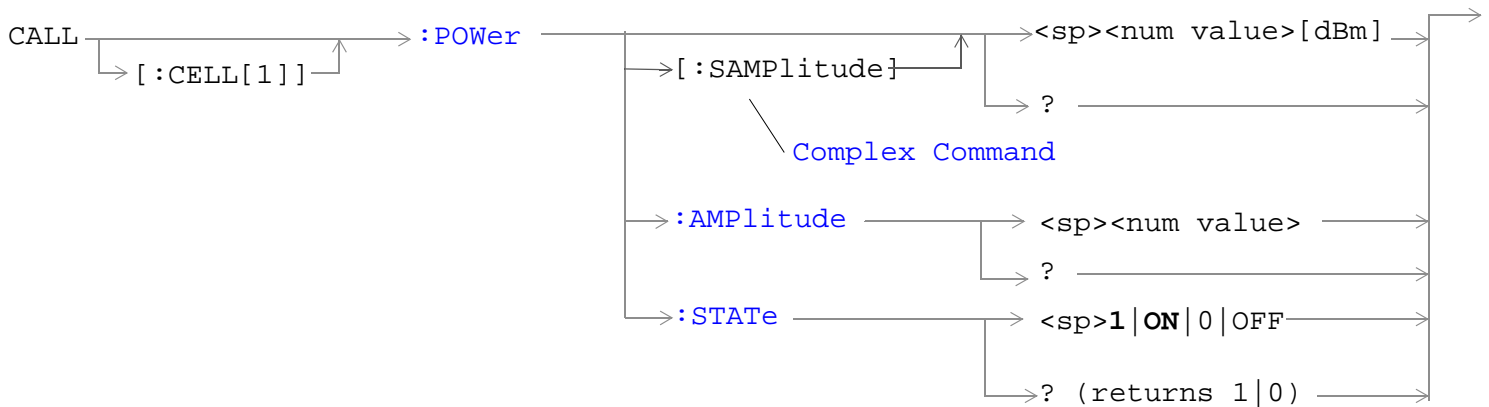 CALL :POWer <sp><num value>[dBm]
[:CELL[1]] [:SAMPlitude]
?
Complex Command
:AMPlitude <sp><num value>
?
:STATe <sp>1|ON|0|OFF
? (returns 1|0)